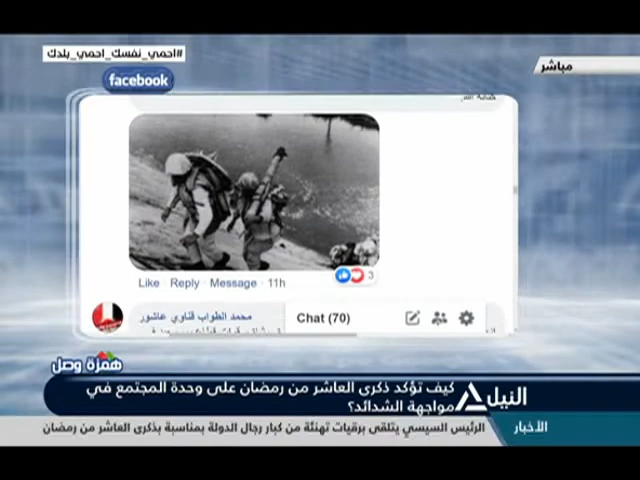 #احمي_نفسك_احمي_بلدك
مباشر
facebook
3
Like Reply Message 11h
محمد الطواب قناوي عاشور
Chat (70)
همزة وصل
كيف تؤكد ذكرى العاشر من رمضان على وحدة المجتمع في
مواجهة الشدائد؟
النيل
الأخبار
الرئيس السيسي يتلقى برقيات تهنئة من كبار رجال الدولة بمناسبة بذكرى العاشر من رمضان